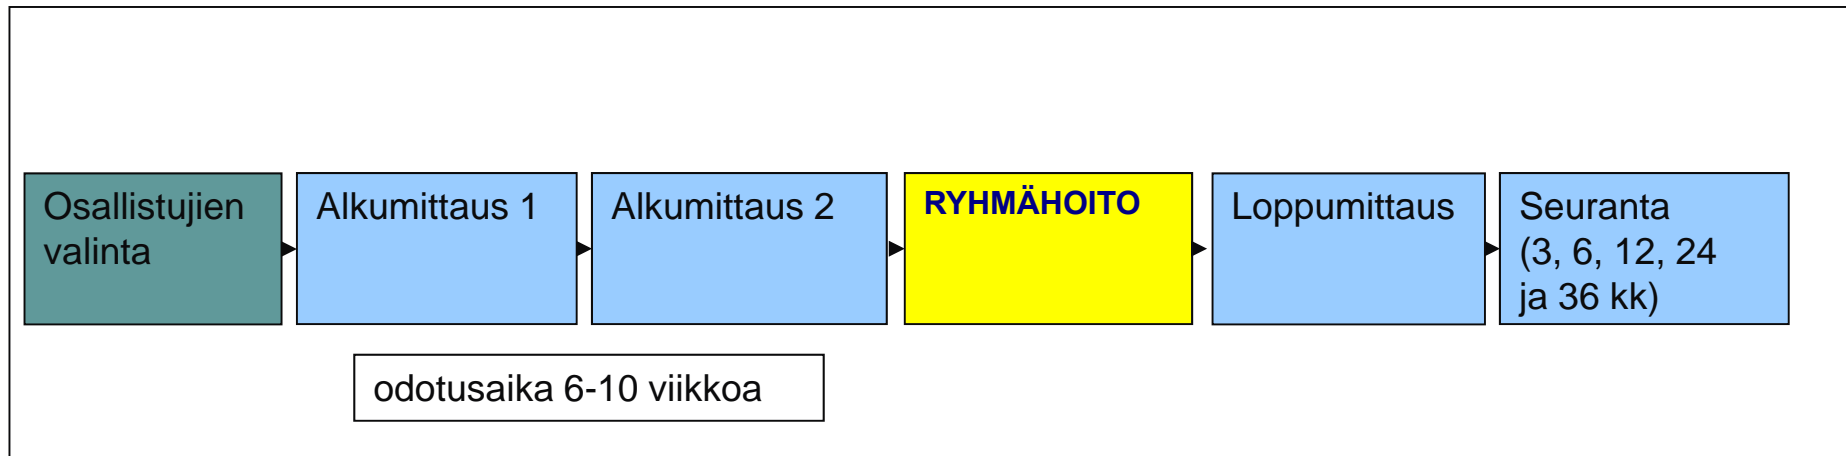 Osallistujien
valinta
Alkumittaus 1
Alkumittaus 2
RYHMÄHOITO
Loppumittaus
Seuranta
(3, 6, 12, 24
ja 36 kk)
odotusaika 6-10 viikkoa